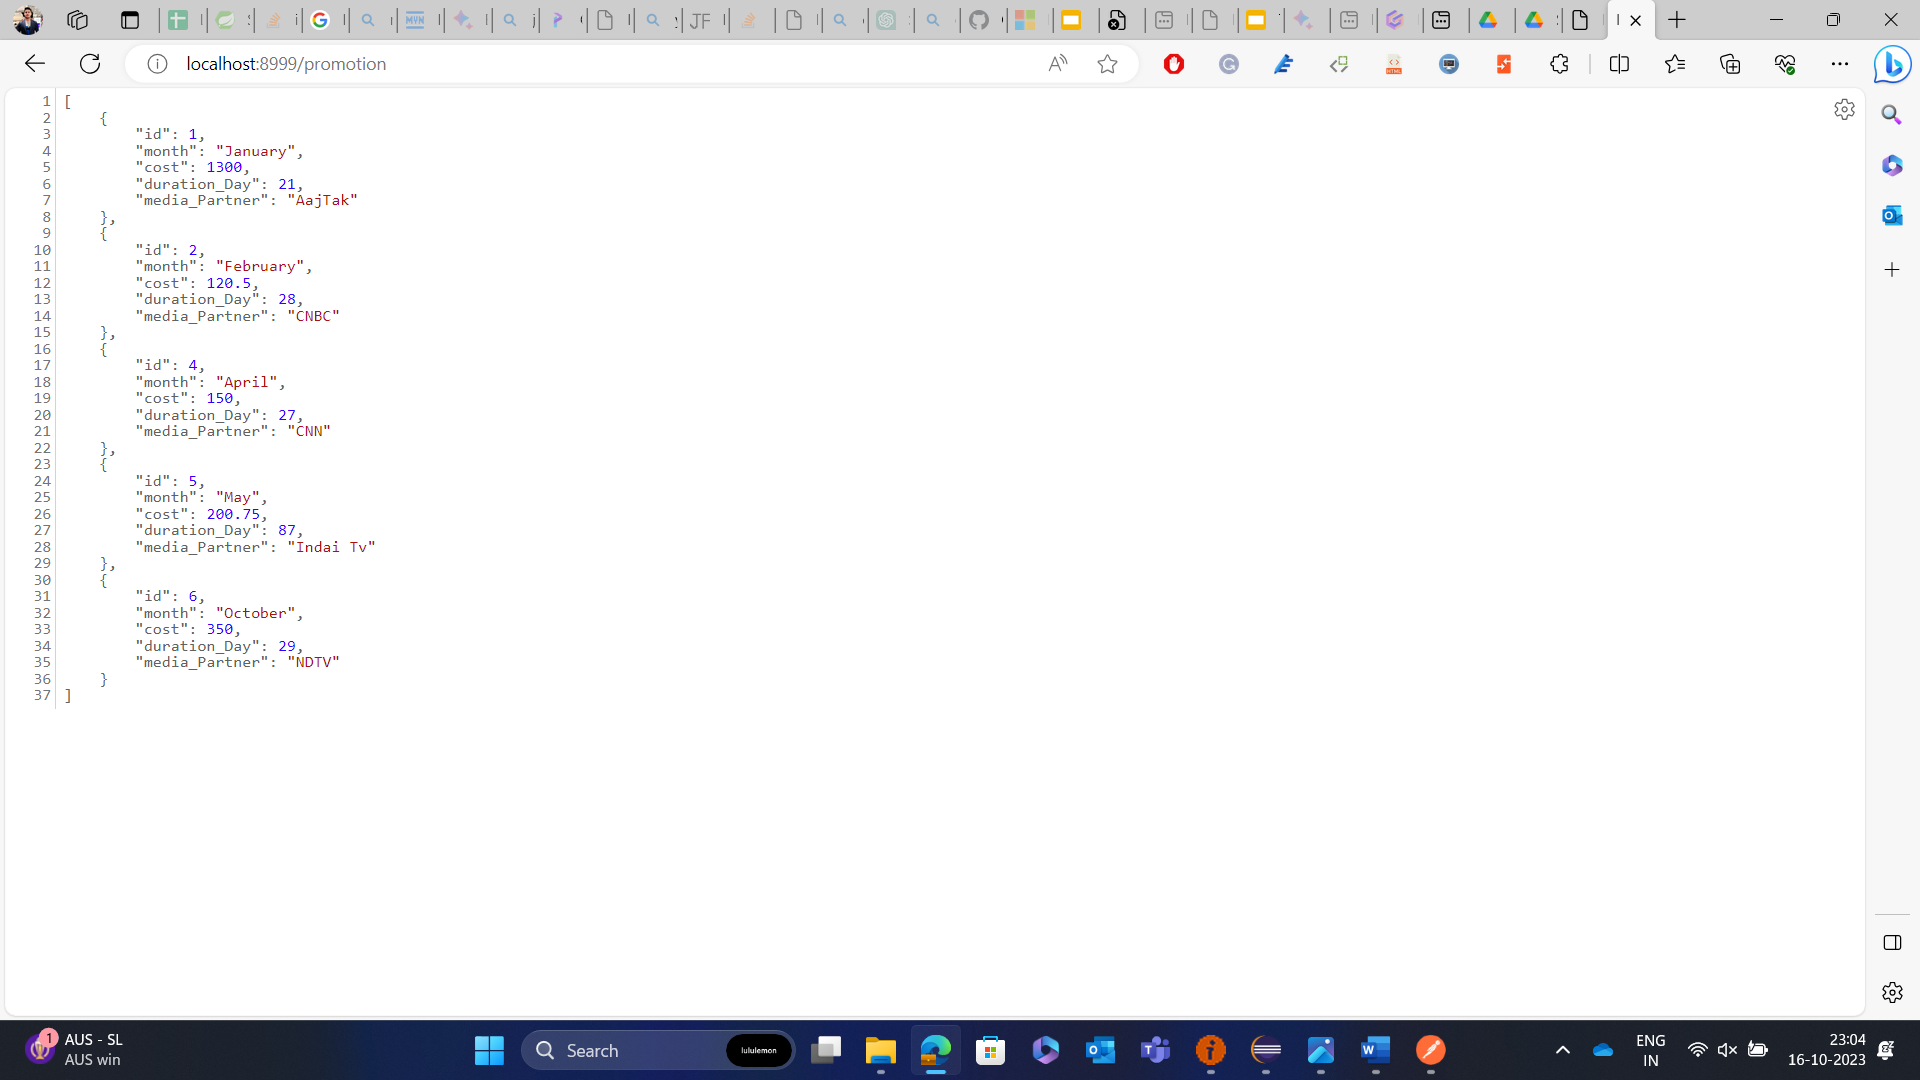 localhost:8999/promotion
1 [
2 {
3 "id": 1,
4 "month": "January",
5 "cost": 1300,
6 "duration_Day": 21,
7 "media_Partner": "AajTak"
8 },
9 {
10 "id": 2,
11 "month": "February",
12 "cost": 120.5,
13 "duration_Day": 28,
14 "media_Partner": "CNBC"
15 },
16 {
17 "id": 4,
18 "month": "April",
19 "cost": 150,
20 "duration_Day": 27,
21 "media_Partner": "CNN"
22 },
23 {
24 "id": 5,
25 "month": "May",
26 "cost": 200.75,
27 "duration_Day": 87,
28 "media_Partner": "Indai Tv"
29 },
30 {
31 "id": 6,
32 "month": "October",
33 "cost": 350,
34 "duration_Day": 29,
35 "media_Partner": "NDTV"
36 }
37 ]
1 AUS - SL
AUS win
Search
lululemon
ENG
IN
23:04
16-10-2023